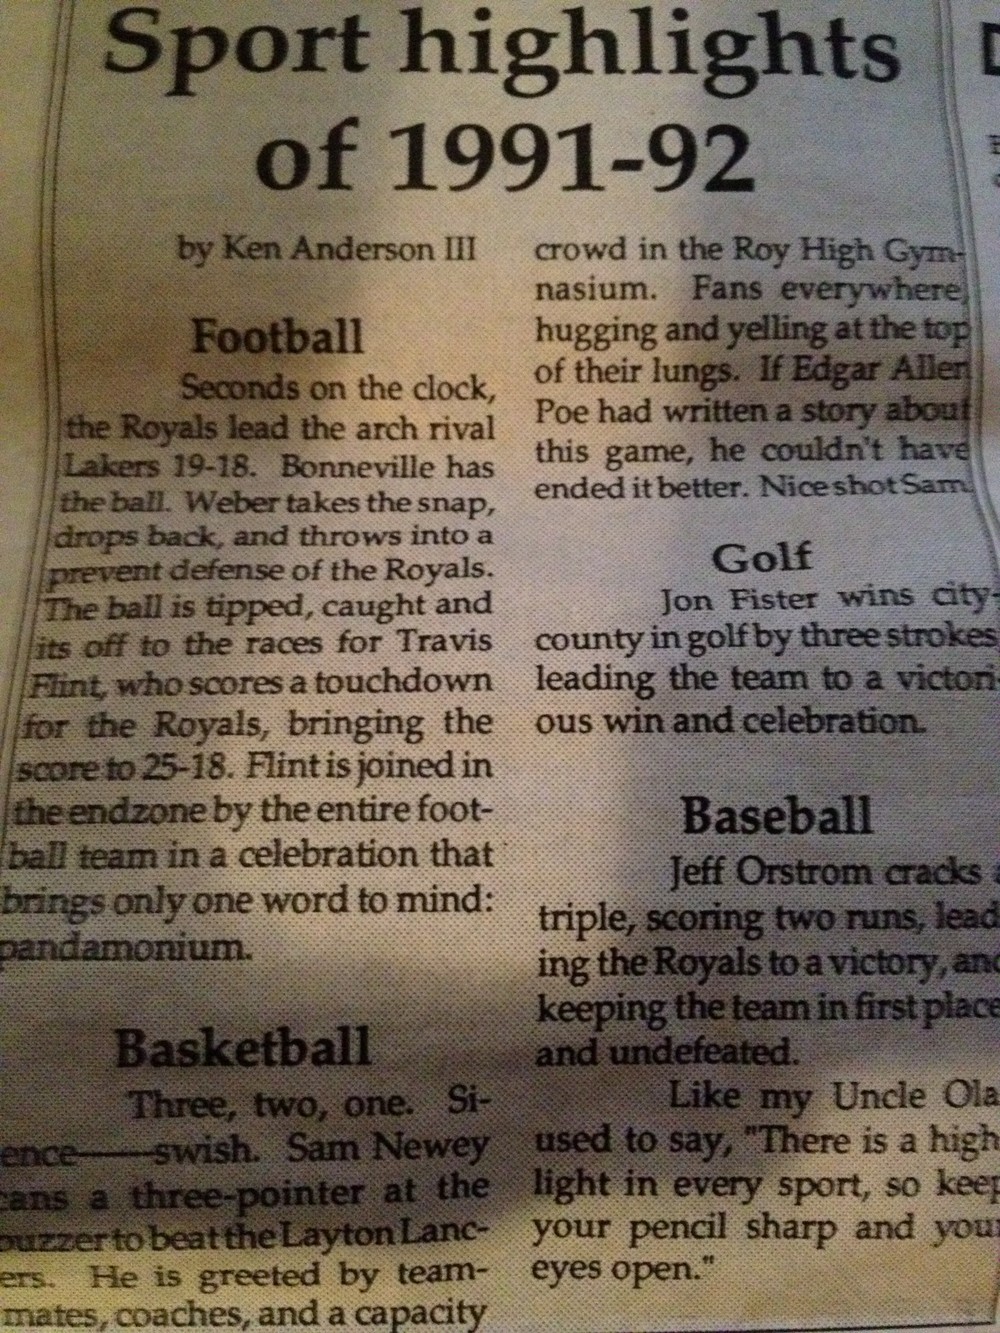 Sport highlights
of 1991-92
by Ken Anderson III
Football
Seconds on the clock,
the Royals lead the arch rival
Lakers 19-18. Bonneville has
the ball. Weber takes the snap,
drops back, and throws into a
prevent defense of the Royals.
The ball is tipped, caught and
its off to the races for Travis
Flint, who scores a touchdown
for the Royals, bringing the
score to 25-18. Flint is joined in
the endzone by the entire foot-
ball team in a celebration that
brings only one word to mind:
pandamonium.
Basketball
Three, two, one. Si-
ence——swish. Sam Newey
cans a three-pointer at the
buzzer to beat the Layton Lanc-
ers. He is greeted by team-
mates, coaches, and a capacity
crowd in the Roy High Gym-
nasium. Fans everywhere,
hugging and yelling at the top
of their lungs. If Edgar Allen
Poe had written a story about
this game, he couldn't have
ended it better. Nice shot Sam.
Golf
Jon Fister wins city-
county in golf by three strokes,
leading the team to a victori-
ous win and celebration.
Baseball
Jeff Orstrom cracks a
triple, scoring two runs, lead
ing the Royals to a victory, and
keeping the team in first place
and undefeated.
Like my Uncle Ola
used to say, "There is a high
light in every sport, so keep
your pencil sharp and your
eyes open."